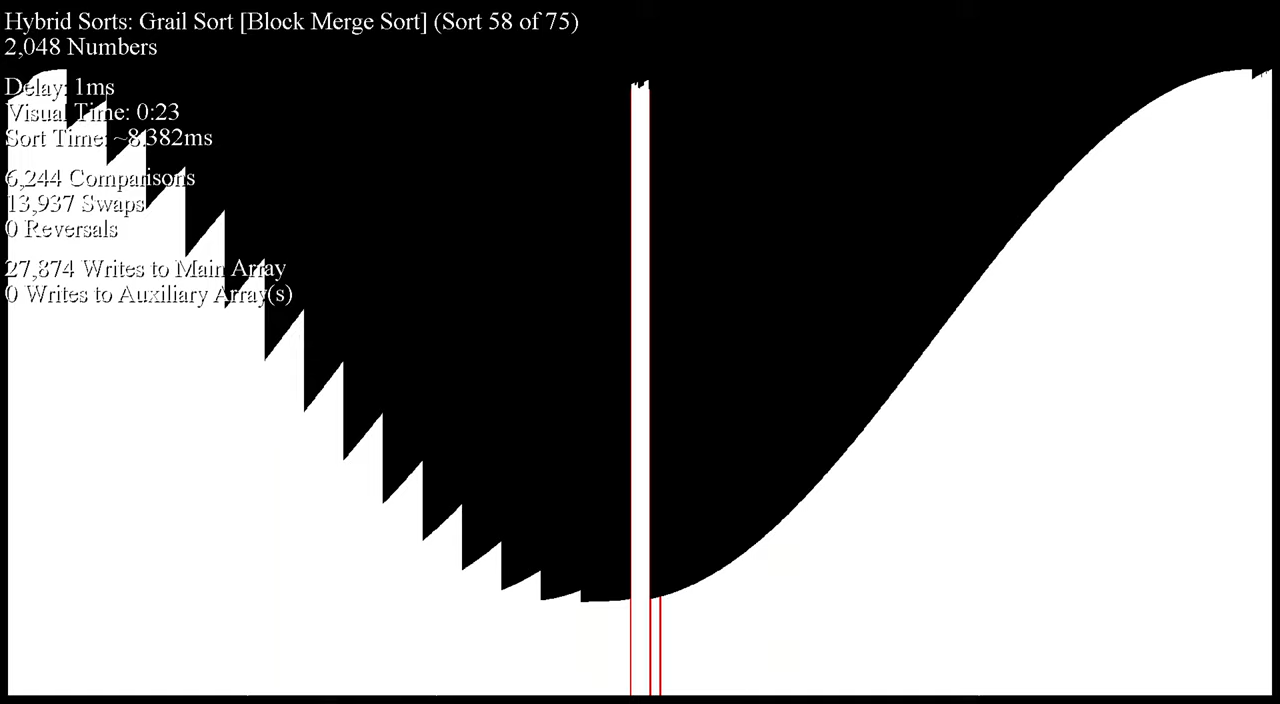 Hybrid Sorts: Grail Sort [Block Merge Sort] (Sort 58 of 75)
2,048 Numbers
Delay: 1ms
Visual Time: 0:23
Sort Time: ~8382ms
6,244 Comparisons
13,937 Swaps
0 Reversals
27,874 Writes to Main Array
0 Writes to Auxiliary Array(s)